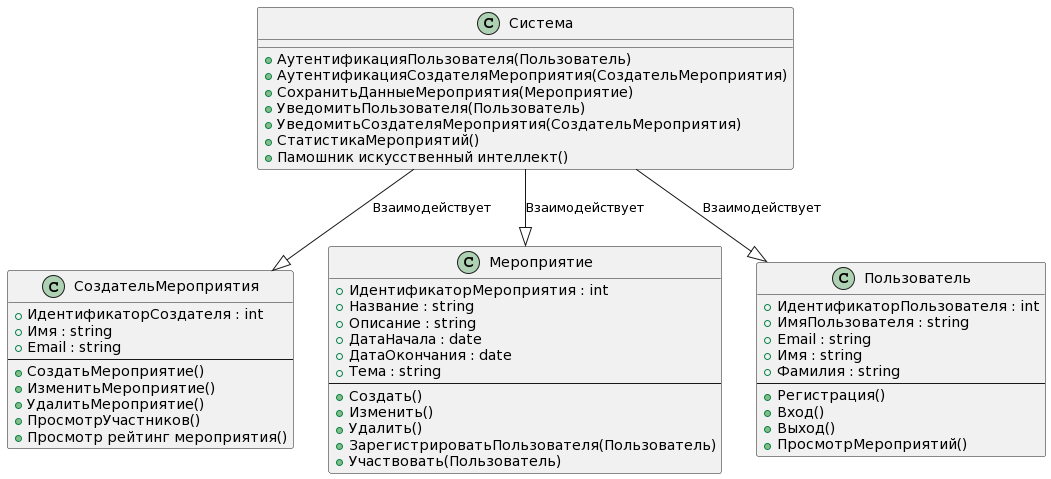 C Система
АутентификацияПользователя(Пользователь)
АутентификацияСоздателяМероприятия(СоздательМероприятия)
СохранитьДанныеМероприятия(Мероприятие)
УведомитьПользователя(Пользователь)
УведомитьСоздателяМероприятия(СоздательМероприятия)
СтатистикаМероприятий()
Памошник искусственный интеллект()
Взаимодействует
Взаимодействует
Взаимодействует
C СоздательМероприятия
ИдентификаторСоздателя : int
Имя : string
Email : string
СоздатьМероприятие()
ИзменитьМероприятие()
УдалитьМероприятие()
ПросмотрУчастников()
Просмотр рейтинг мероприятия()
C Мероприятие
ИдентификаторМероприятия : int
Название : string
Описание : string
ДатаНачала : date
ДатаОкончания : date
Тема : string
Создать()
Изменить()
Удалить()
ЗарегистрироватьПользователя(Пользователь)
Участвовать(Пользователь)
C Пользователь
ИдентификаторПользователя : int
ИмяПользователя : string
Email : string
Имя : string
Фамилия : string
Регистрация()
Вход()
Выход()
ПросмотрМероприятий()